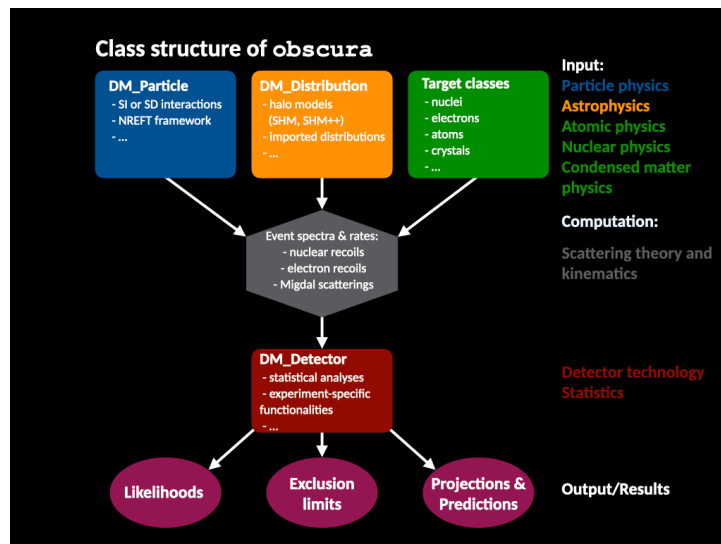 Class structure of obscura
DM_Particle
- SI or SD interactions
- NREFT framework
- ...
DM_Distribution
- halo models
(SHM, SHM++)
- imported distributions
- ...
Target classes
- nuclei
- electrons
- atoms
- crystals
- ...
Input:
Particle physics
Astrophysics
Atomic physics
Nuclear physics
Condensed matter
physics
Event spectra & rates:
- nuclear recoils
- electron recoils
- Migdal scatterings
Computation:
Scattering theory and
kinematics
DM_Detector
- statistical analyses
- experiment-specific
functionalities
- ...
Detector technology
Statistics
Likelihoods
Exclusion
limits
Projections &
Predictions
Output/Results